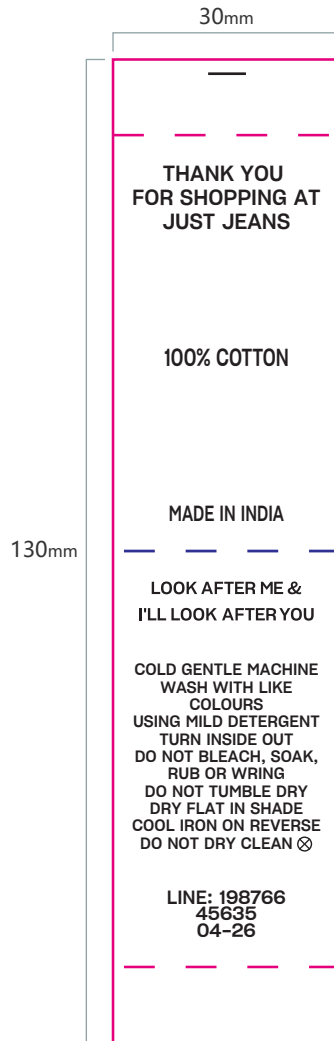 30mm
THANK YOU
FOR SHOPPING AT
JUST JEANS
100% COTTON
MADE IN INDIA
130mm
LOOK AFTER ME &
I'LL LOOK AFTER YOU
COLD GENTLE MACHINE
WASH WITH LIKE
COLOURS
USING MILD DETERGENT
TURN INSIDE OUT
DO NOT BLEACH, SOAK,
RUB OR WRING
DO NOT TUMBLE DRY
DRY FLAT IN SHADE
COOL IRON ON REVERSE
DO NOT DRY CLEAN
LINE: 198766
45635
04-26